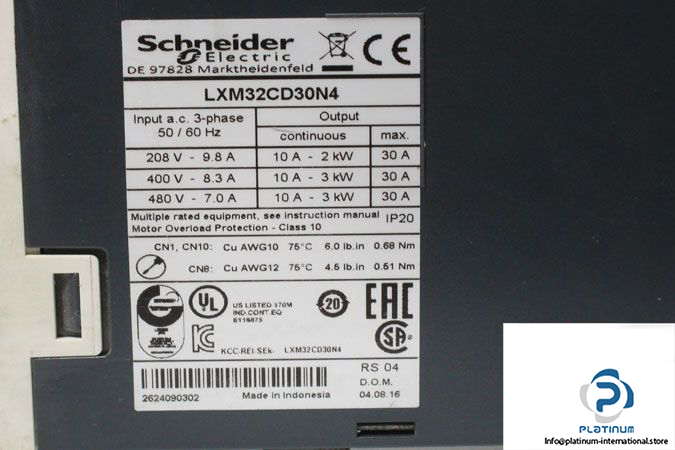 Schneider
Electric
DE 97828 Marktheidenfeld
CE
LXM32CD30N4
Input a.c. 3-phase
50 / 60 Hz
Output
continuous
max.
208 V - 9.8 A 10 A - 2 kW 30 A
400 V - 8.3 A 10 A - 3 kW 30 A
480 V - 7.0 A 10 A - 3 kW 30 A
Multiple rated equipment, see instruction manual
Motor Overload Protection - Class 10
IP20
CN1, CN10: Cu AWG10 75°C 6.0 lb.in 0.68 Nm
CN8: Cu AWG12 75°C 4.5 lb.in 0.51 Nm
UL
US LISTED 170M
IND.CONT.EQ
E116875
20
EAC
SA
KC
KCC-REI-SEk- LXM32CD30N4
RS 04
D.O.M.
2624090302
Made in Indonesia
04.08.16
PLATINUM
Info@platinum-international.store